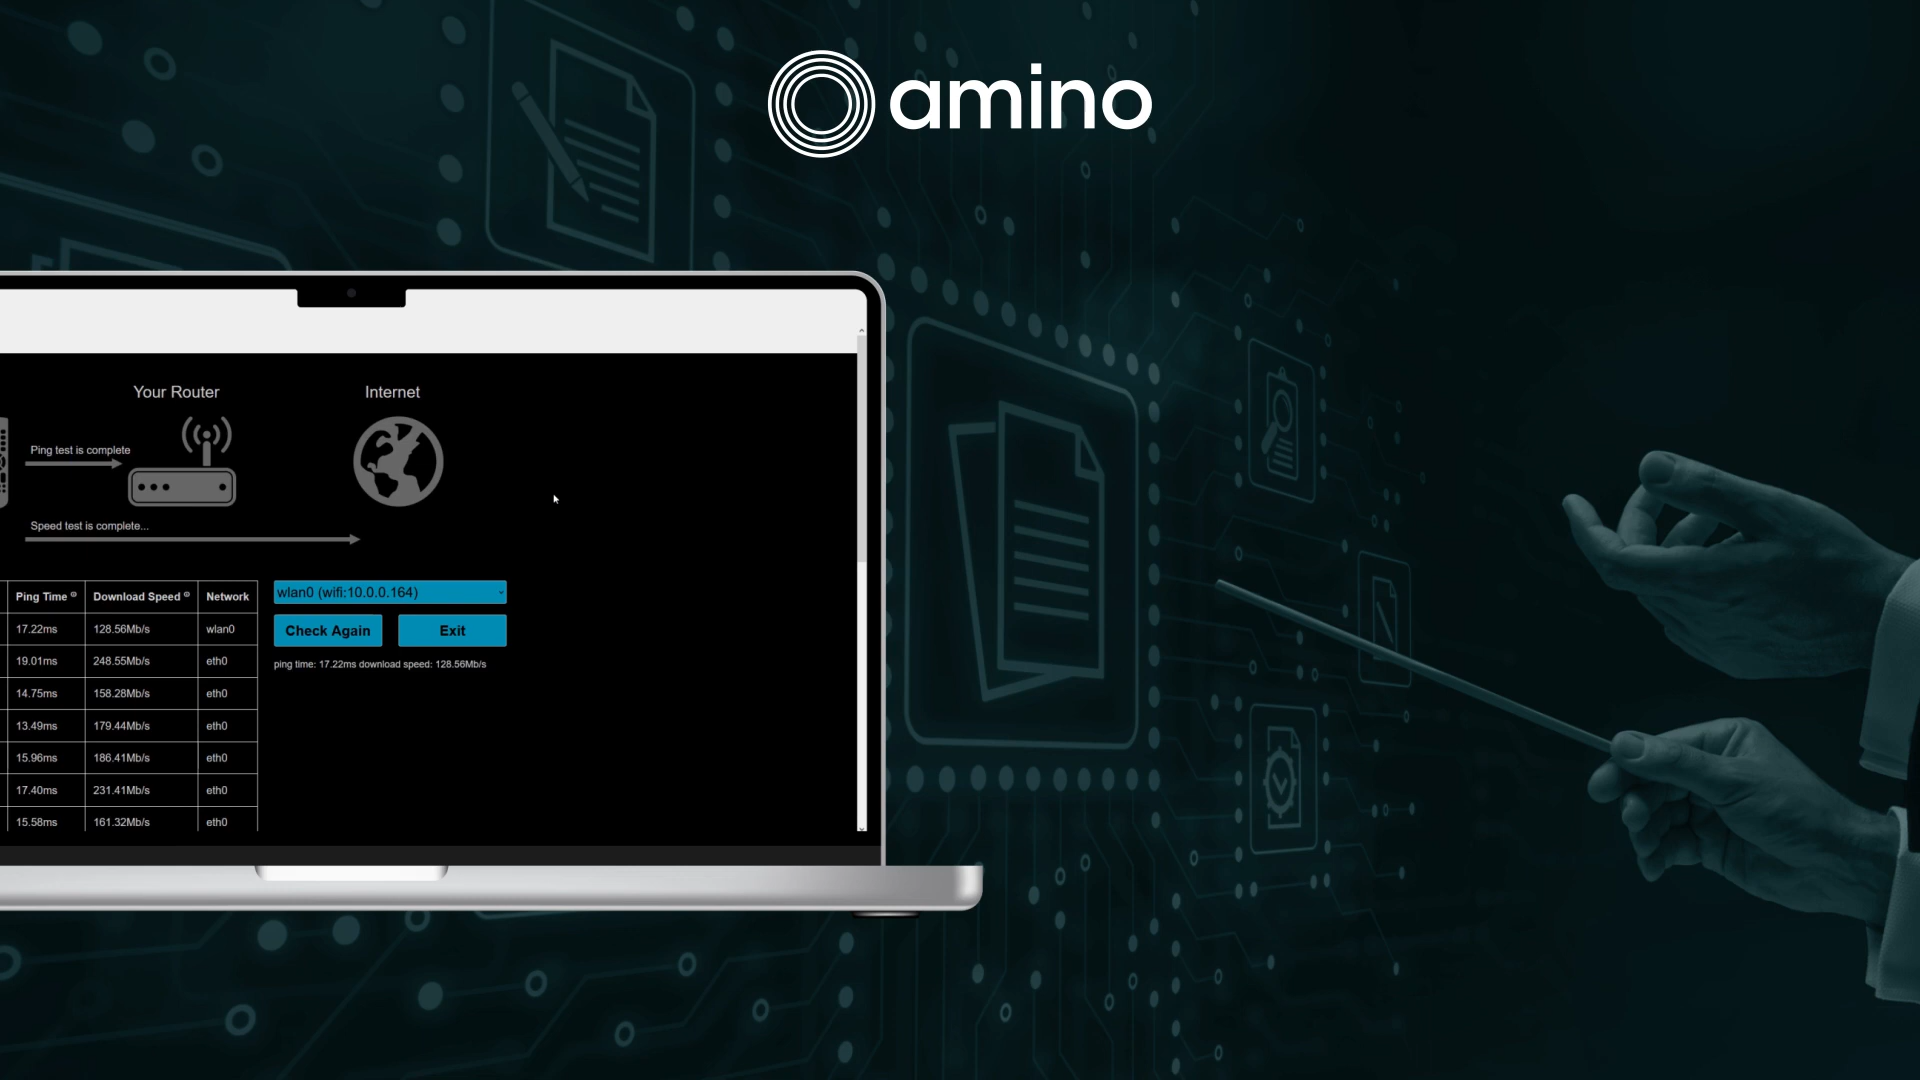 amino
Your Router
Internet
Ping test is complete
Speed test is complete...
Ping Time
Download Speed
Network
17.22ms
128.56Mb/s
wlan0
19.01ms
248.55Mb/s
eth0
14.75ms
158.28Mb/s
eth0
13.49ms
179.44Mb/s
eth0
15.96ms
186.41Mb/s
eth0
17.40ms
231.41Mb/s
eth0
15.58ms
161.32Mb/s
eth0
wlan0 (wifi:10.0.0.164)
Check Again
Exit
ping time: 17.22ms download speed: 128.56Mb/s